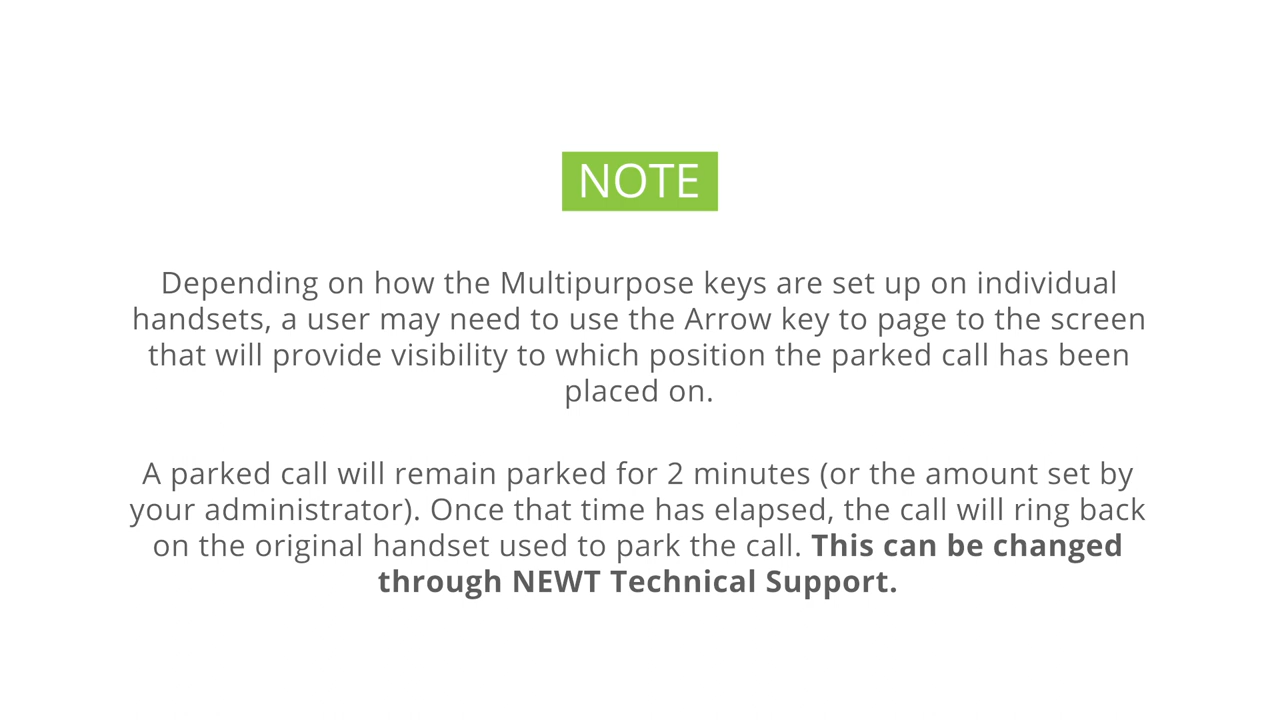 NOTE
Depending on how the Multipurpose keys are set up on individual
handsets, a user may need to use the Arrow key to page to the screen
that will provide visibility to which position the parked call has been
placed on.
A parked call will remain parked for 2 minutes (or the amount set by
your administrator). Once that time has elapsed, the call will ring back
on the original handset used to park the call. This can be changed
through NEWT Technical Support.